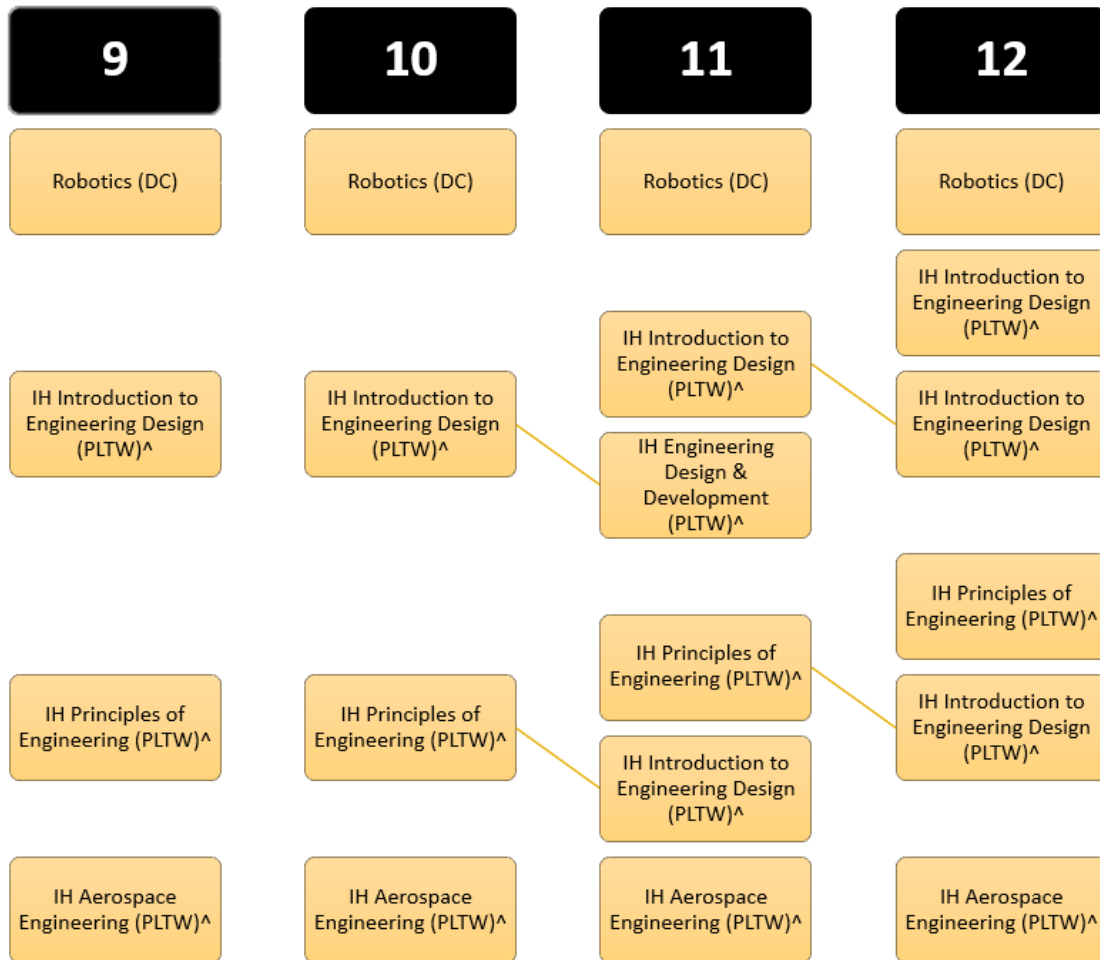 9
10
11
12
Robotics (DC)
Robotics (DC)
Robotics (DC)
Robotics (DC)
IH Introduction to
Engineering Design
(PLTW)^
IH Introduction to
Engineering Design
(PLTW)^
IH Introduction to
Engineering Design
(PLTW)^
IH Introduction to
Engineering Design
(PLTW)^
IH Engineering
Design &
Development
(PLTW)^
IH Introduction to
Engineering Design
(PLTW)^
IH Principles of
Engineering (PLTW)^
IH Principles of
Engineering (PLTW)^
IH Principles of
Engineering (PLTW)^
IH Principles of
Engineering (PLTW)^
IH Introduction to
Engineering Design
(PLTW)^
IH Introduction to
Engineering Design
(PLTW)^
IH Aerospace
Engineering (PLTW)^
IH Aerospace
Engineering (PLTW)^
IH Aerospace
Engineering (PLTW)^
IH Aerospace
Engineering (PLTW)^